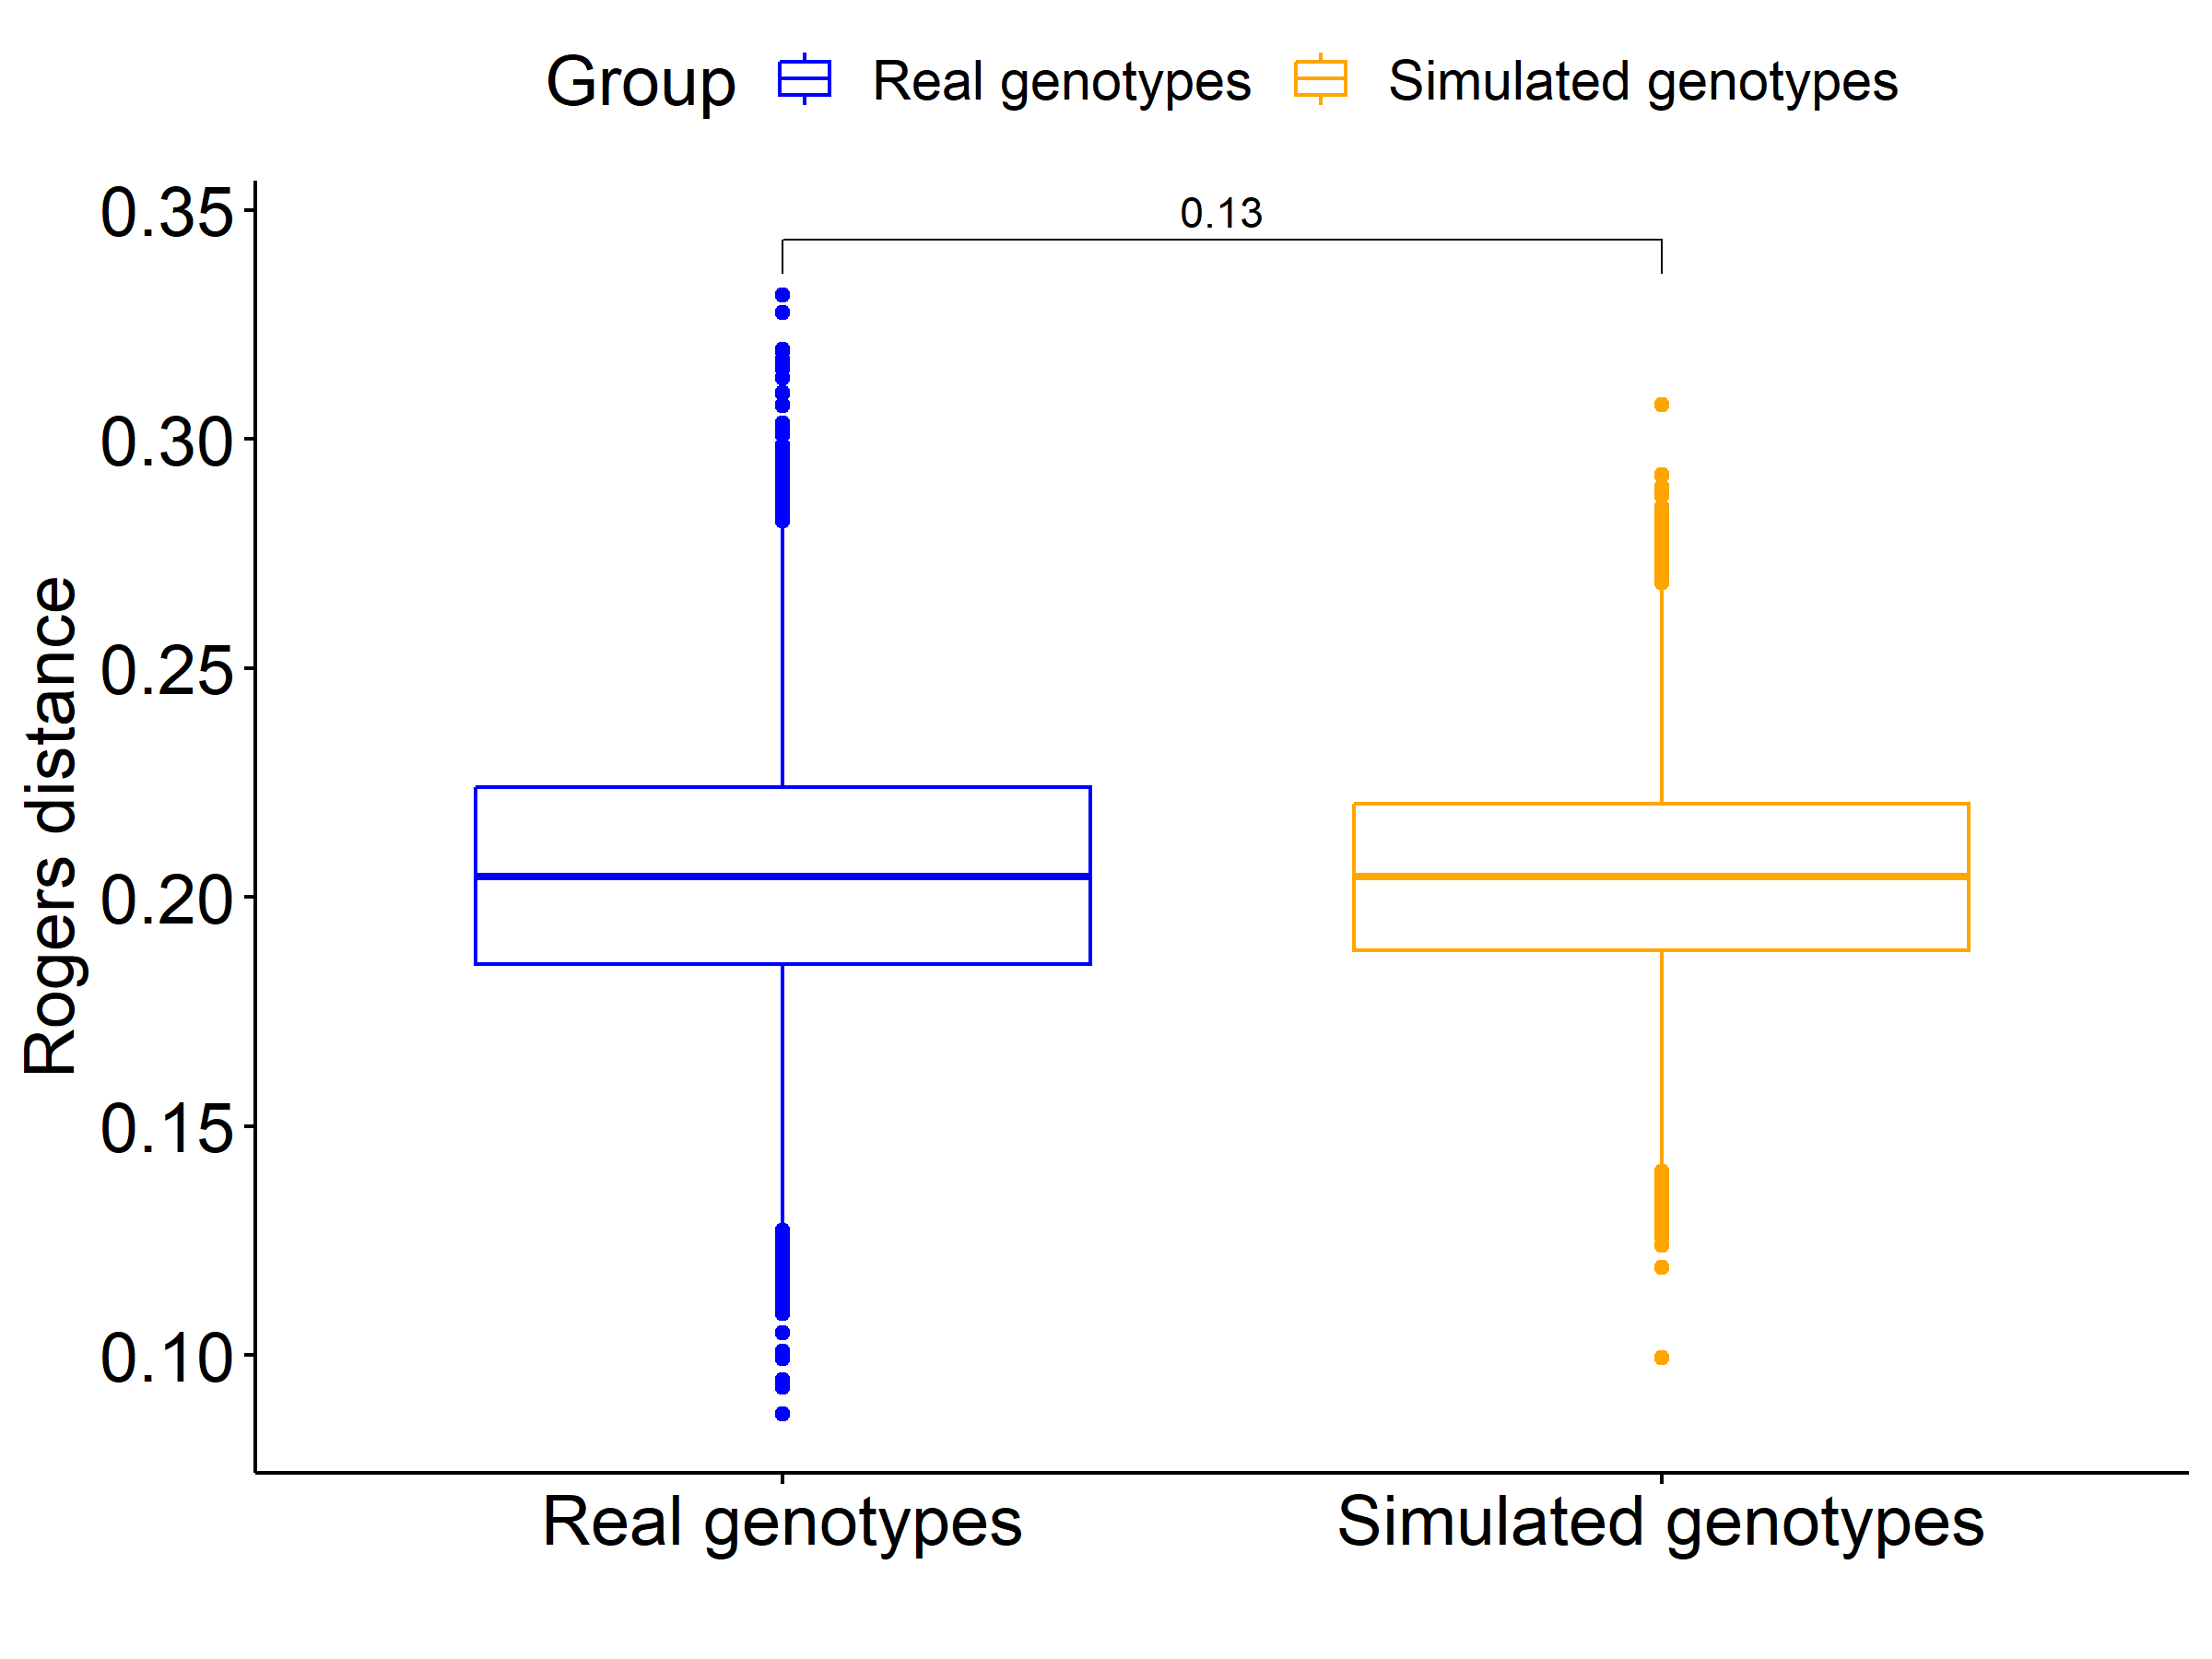 Group Real genotypes Simulated genotypes
0.35
0.30
0.25
0.20
0.15
0.10
Rogers distance
0.13
Real genotypes Simulated genotypes